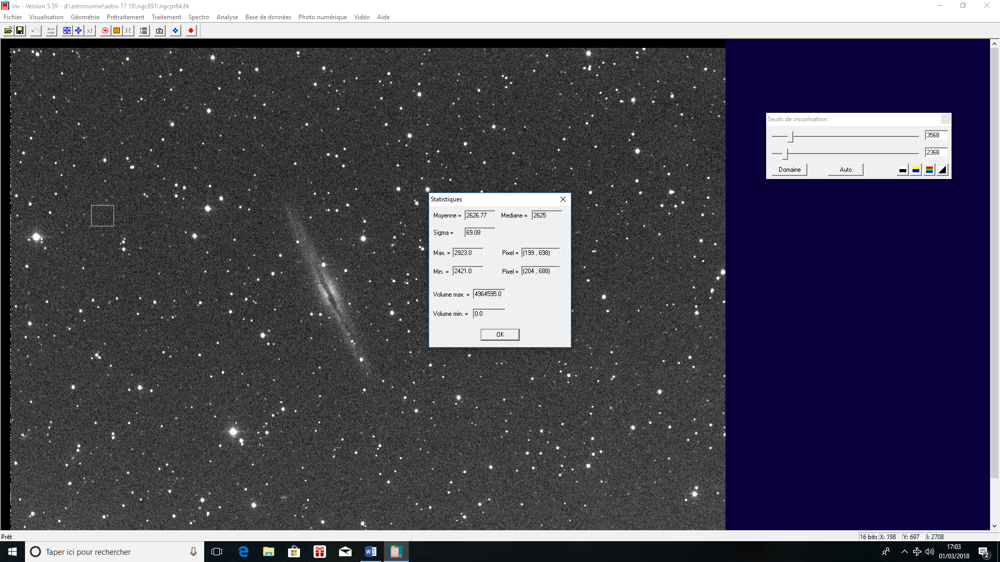 Iris - Version 5.59 - d:\astronomie\astro 17 18\ngc891\ngcpr64.fit
Fichier Visualisation Géométrie Prétraitement Traitement Spectro Analyse Base de données Photo numérique Vidéo Aide
x1 H
Seuils de visualisation
3568
2368
Domaine Auto
Statistiques
Moyenne = 2626.77 Mediane = 2625
Sigma = 69.08
Max. = 2923.0 Pixel = (199 , 698)
Min. = 2421.0 Pixel = (204 , 688)
Volume max. = 4964595.0
Volume min. = 0.0
OK
Prêt 16 bits X: 198 Y: 697 I: 2708
Taper ici pour rechercher
17:03
01/03/2018
2